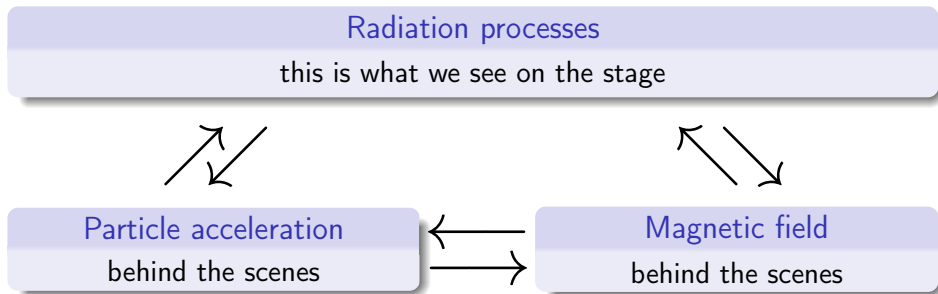 Radiation processes
this is what we see on the stage
Particle acceleration
behind the scenes
Magnetic field
behind the scenes